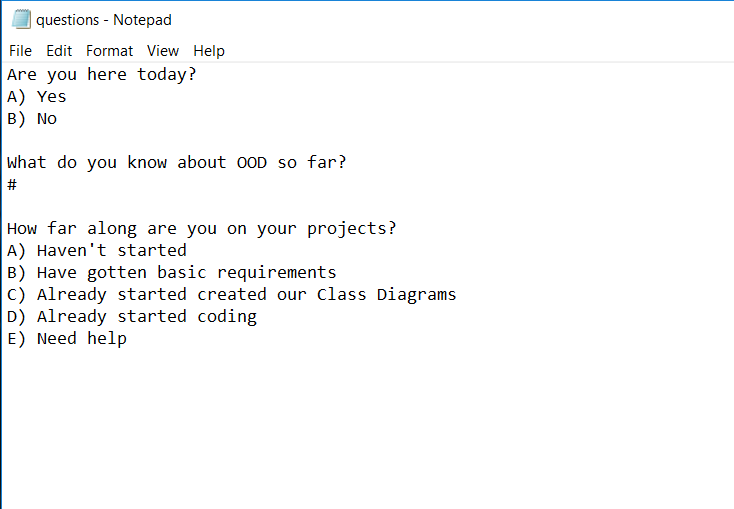 questions - Notepad
File Edit Format View Help
Are you here today?
A) Yes
B) No
What do you know about OOD so far?
#
How far along are you on your projects?
A) Haven't started
B) Have gotten basic requirements
C) Already started created our Class Diagrams
D) Already started coding
E) Need help